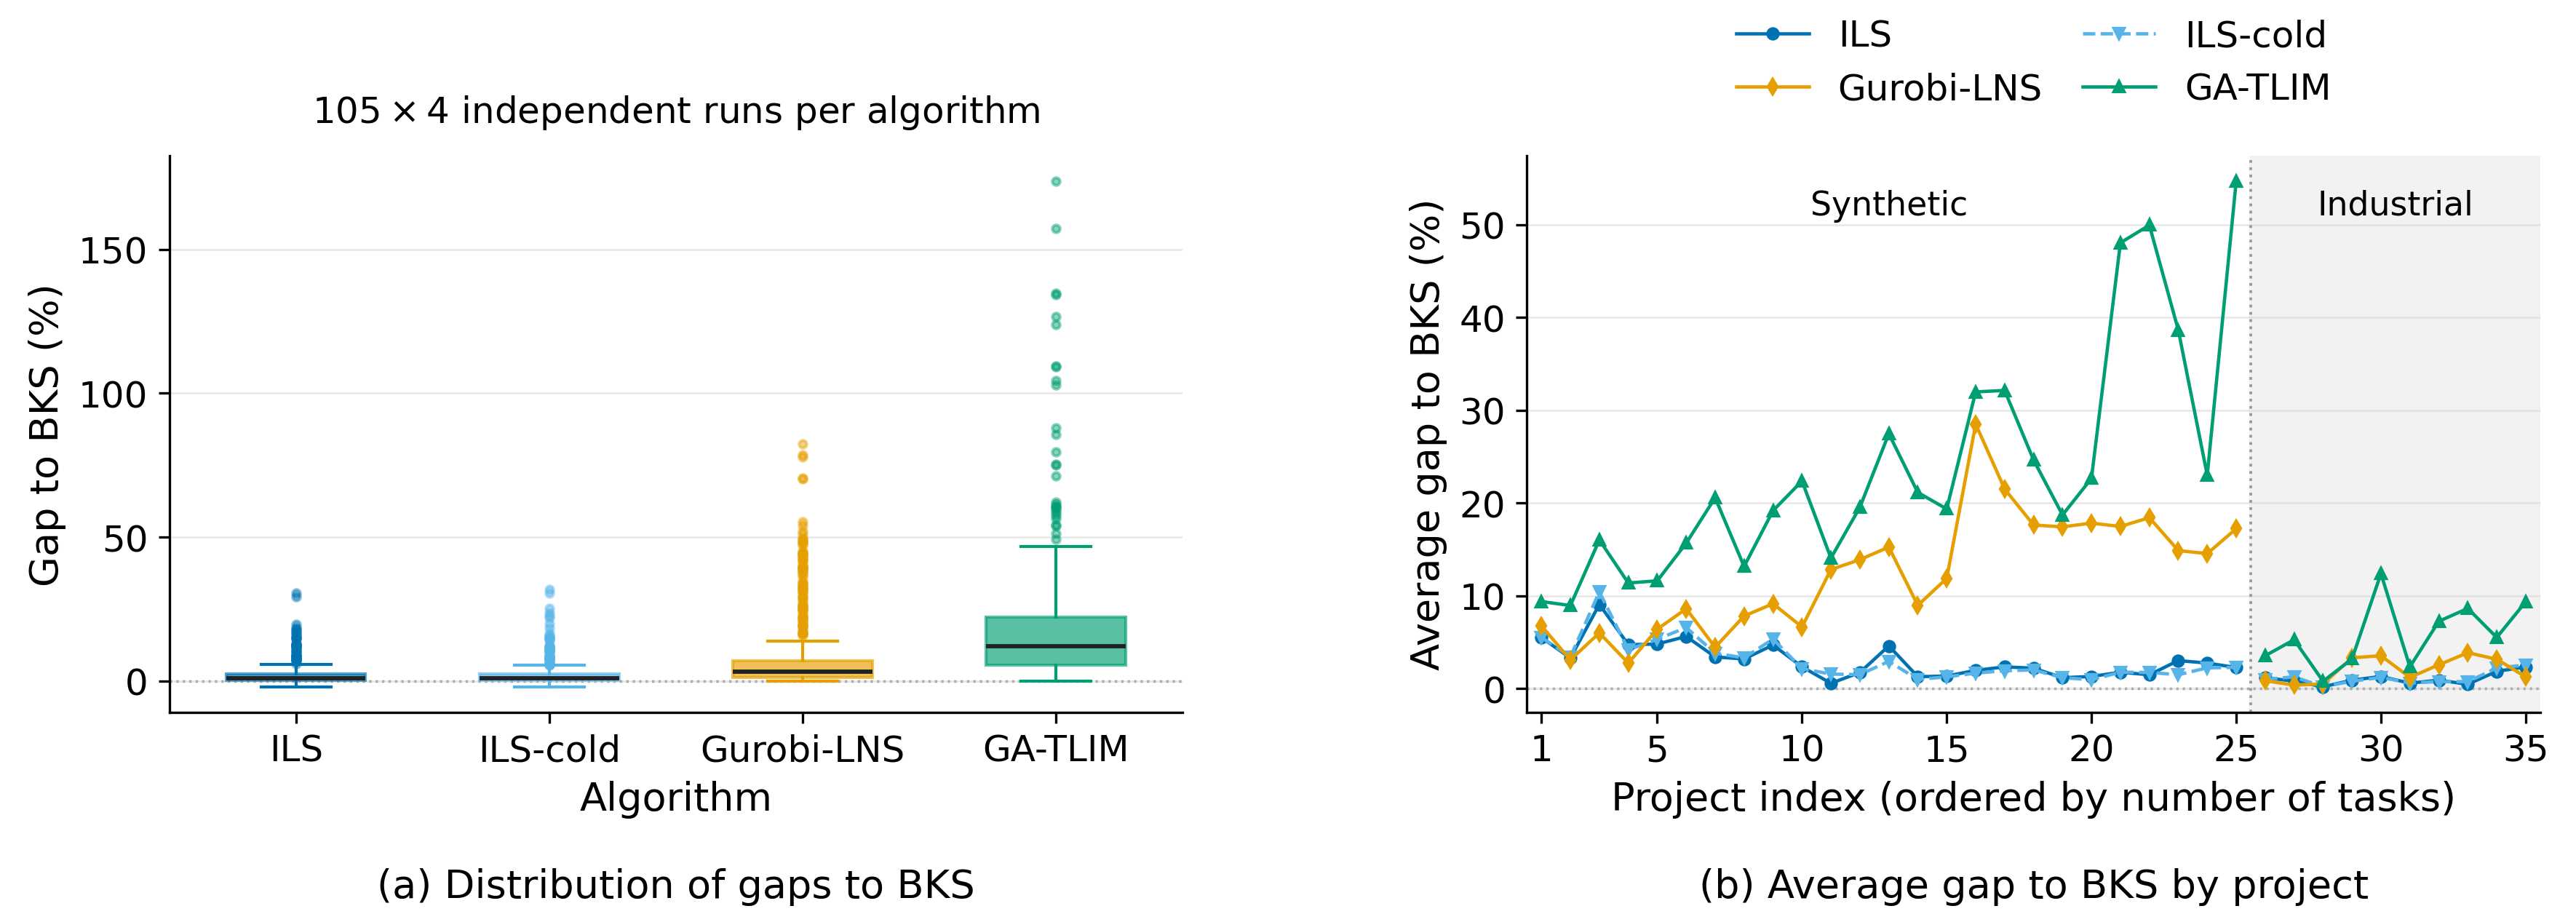 105 × 4 independent runs per algorithm
Gap to BKS (%)
150
100
50
0
ILS
ILS-cold
Gurobi-LNS
GA-TLIM
Algorithm
(a) Distribution of gaps to BKS
ILS
ILS-cold
Gurobi-LNS
GA-TLIM
Synthetic
Industrial
Average gap to BKS (%)
50
40
30
20
10
0
1
5
10
15
20
25
30
35
Project index (ordered by number of tasks)
(b) Average gap to BKS by project